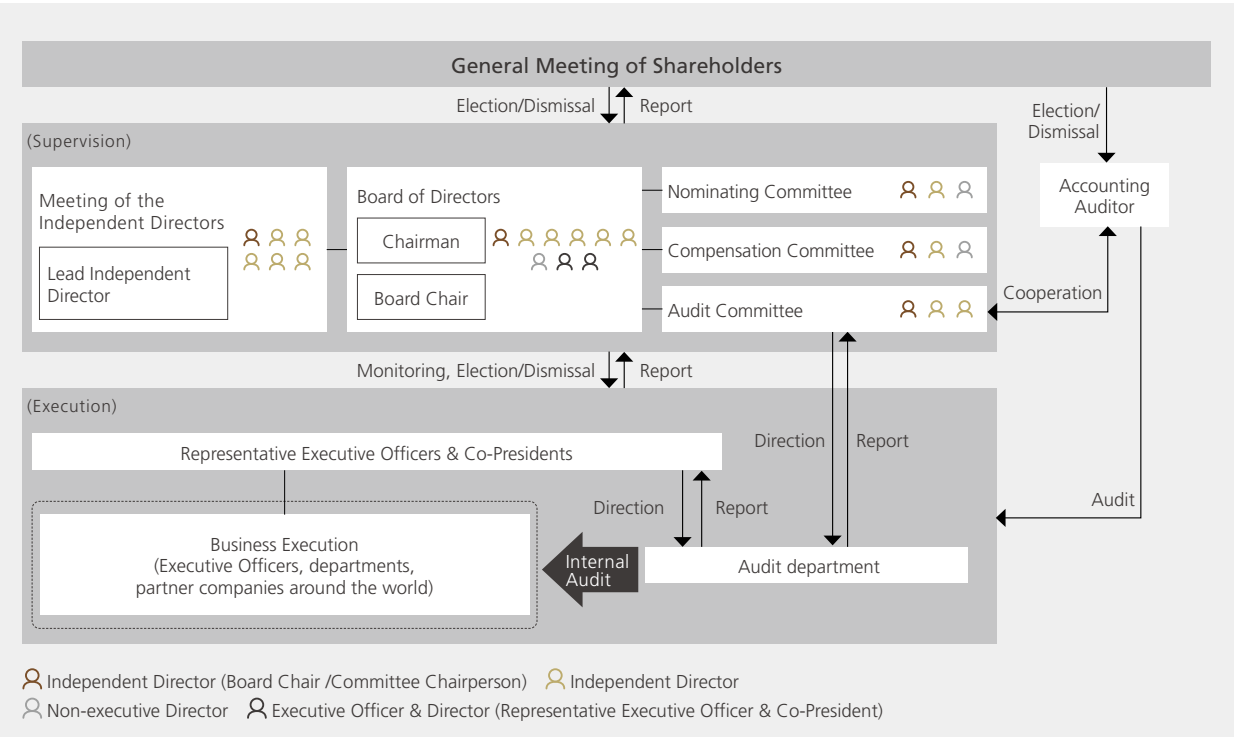 General Meeting of Shareholders
Election/Dismissal
Report
Election/
Dismissal
(Supervision)
Meeting of the
Independent Directors
Lead Independent
Director
Board of Directors
Chairman
Board Chair
Nominating Committee
Compensation Committee
Audit Committee
Accounting
Auditor
Cooperation
Monitoring, Election/Dismissal
Report
(Execution)
Representative Executive Officers & Co-Presidents
Direction
Report
Direction
Report
Audit
Business Execution
(Executive Officers, departments,
partner companies around the world)
Internal
Audit
Audit department
Independent Director (Board Chair /Committee Chairperson)
Independent Director
Non-executive Director
Executive Officer & Director (Representative Executive Officer & Co-President)